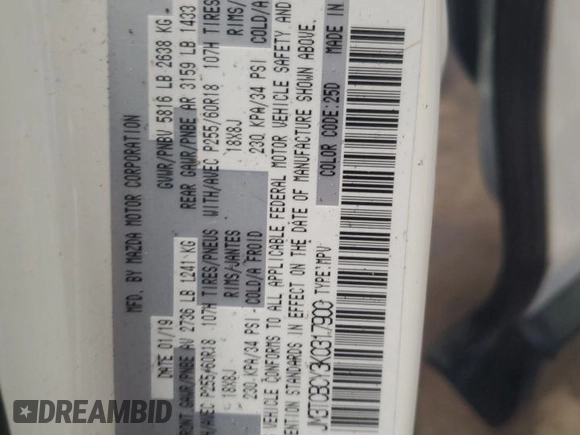 MFD. BY MAZDA MOTOR CORPORATION
DATE 01/19 GVWR/PNBV 5816 LB 2638 KG
FRONT GAWR/PNBE AV 2736 LB 1241 KG REAR GAWR/PNBE AR 3159 LB 1433
WITH/AVEC P255/60R18 107H TIRES/PNEUS WITH/AVEC P255/60R18 107H TIRES
18X8J RIMS/JANTES 18X8J RIMS/
230 KPA/34 PSI COLD/A FROID 230 KPA/34 PSI COLD/A
VEHICLE CONFORMS TO ALL APPLICABLE FEDERAL MOTOR VEHICLE SAFETY AND
STANDARDS IN EFFECT ON THE DATE OF MANUFACTURE SHOWN ABOVE.
TYPE:MPV COLOR CODE:25D MADE IN
AUTOBIDCAR